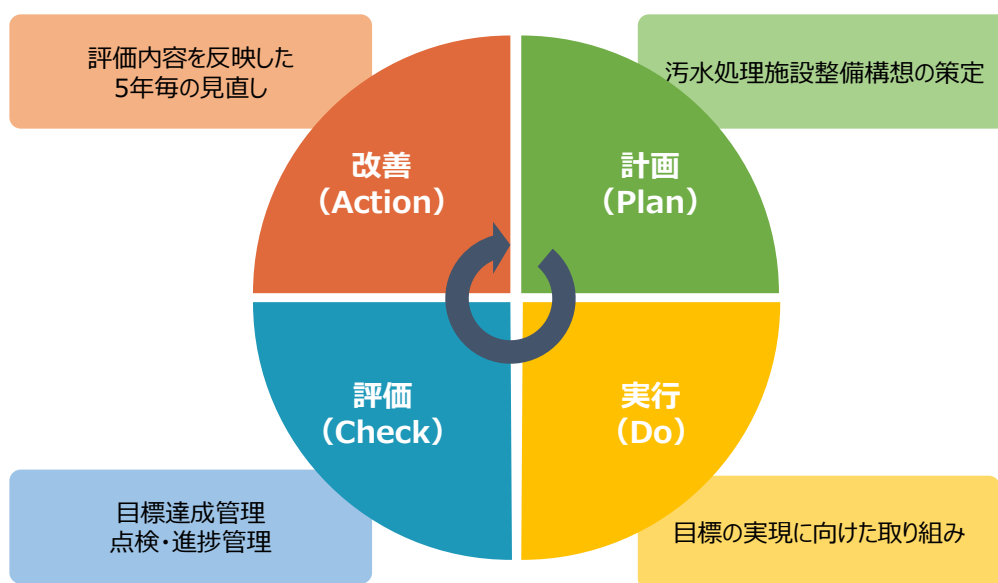 評価内容を反映した
5年毎の見直し
汚水処理施設整備構想の策定
改善
（Action）
計画
（Plan）
評価
（Check）
実行
（Do）
目標達成管理
点検・進捗管理
目標の実現に向けた取り組み